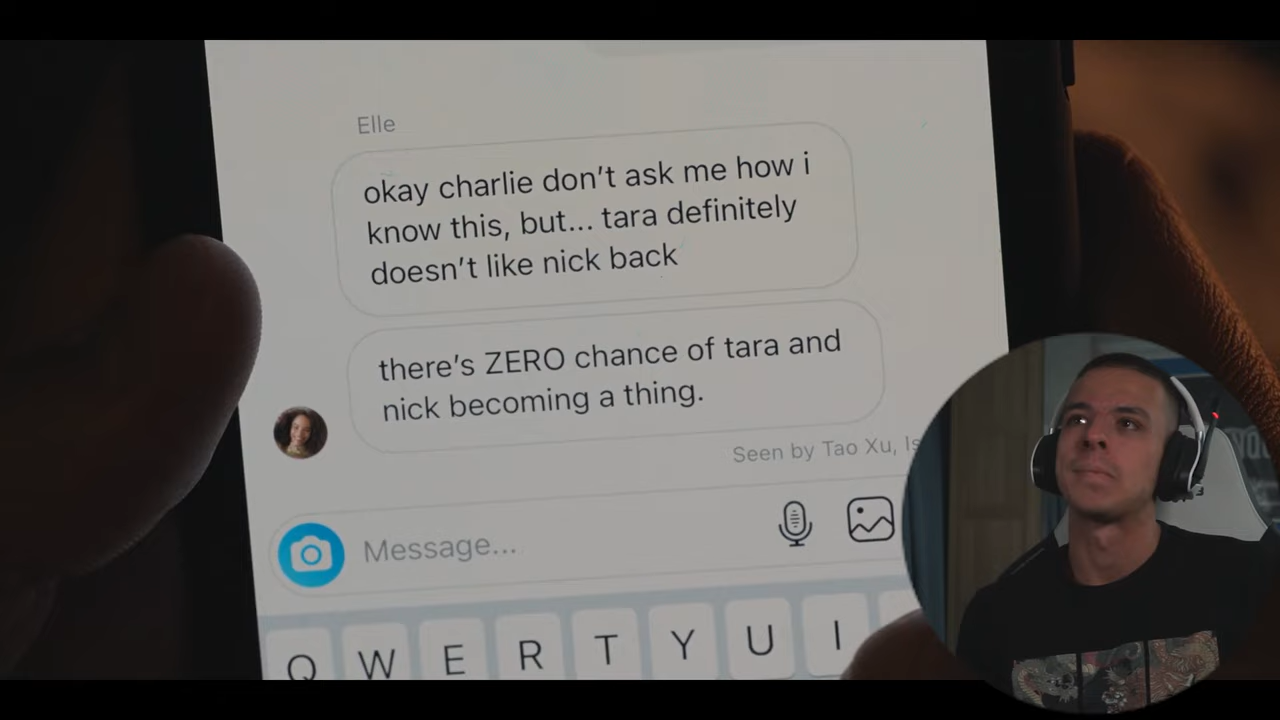 Elle
okay charlie don't ask me how i
know this, but... tara definitely
doesn't like nick back
there's ZERO chance of tara and
nick becoming a thing.
Seen by Tao Xu,
Message...
Q W E R T Y U I